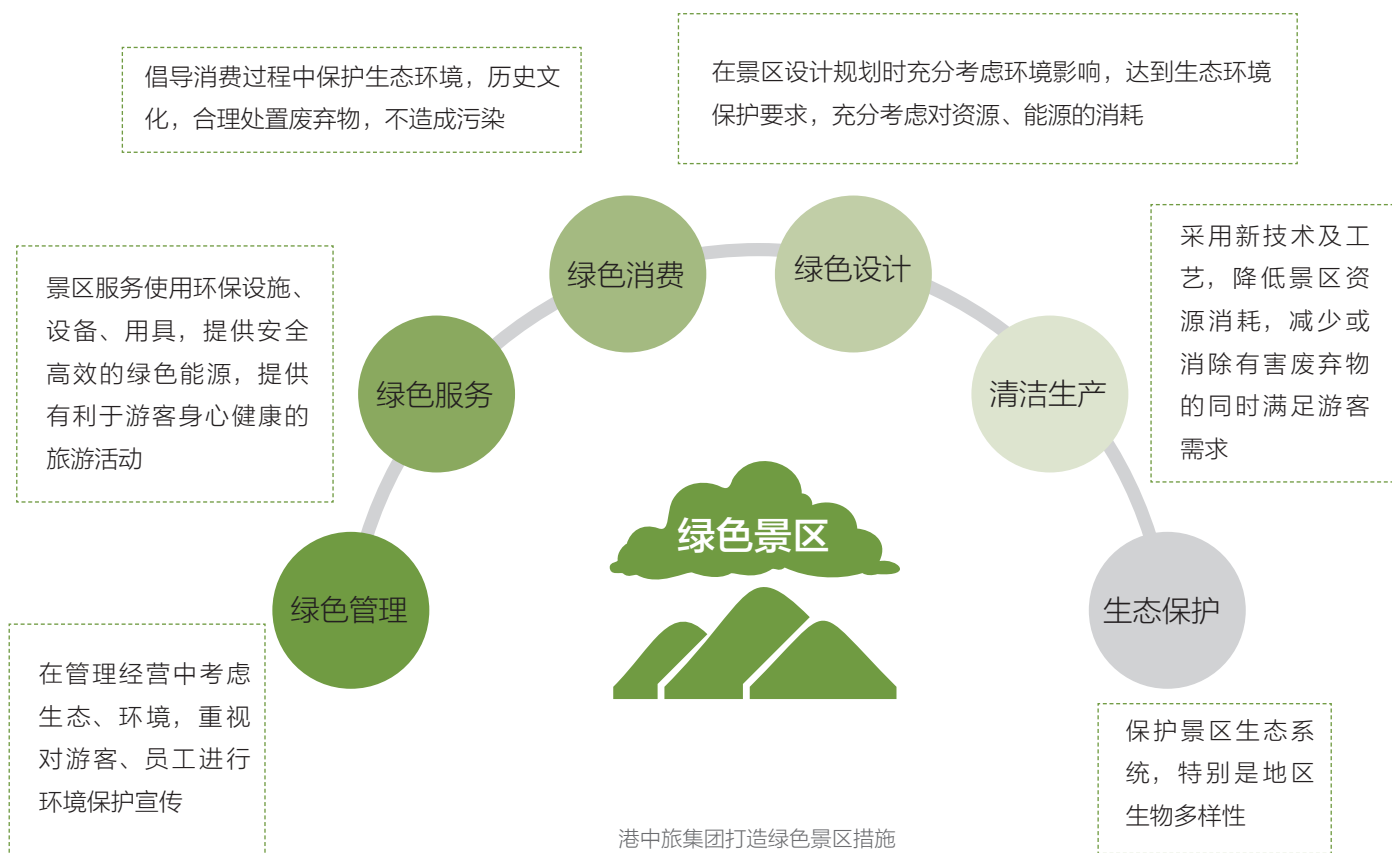 倡导消费过程中保护生态环境，历史文
化，合理处置废弃物，不造成污染
在景区设计规划时充分考虑环境影响，达到生态环境
保护要求，充分考虑对资源、能源的消耗
绿色消费
绿色设计
景区服务使用环保设施、
设备、用具，提供安全
高效的绿色能源，提供
有利于游客身心健康的
旅游活动
绿色服务
清洁生产
采用新技术及工
艺，降低景区资
源消耗，减少或
消除有害废弃物
的同时满足游客
需求
绿色景区
绿色管理
生态保护
在管理经营中考虑
生态、环境，重视
对游客、员工进行
环境保护宣传
保护景区生态系
统，特别是地区
生物多样性
港中旅集团打造绿色景区措施